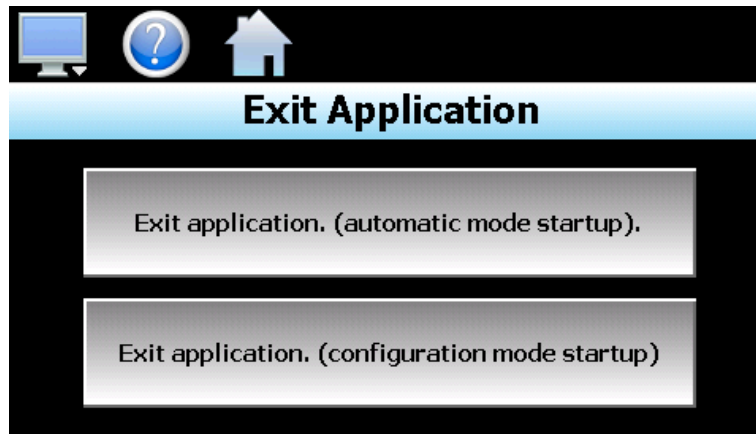 ?
Exit Application
Exit application. (automatic mode startup).
Exit application. (configuration mode startup)